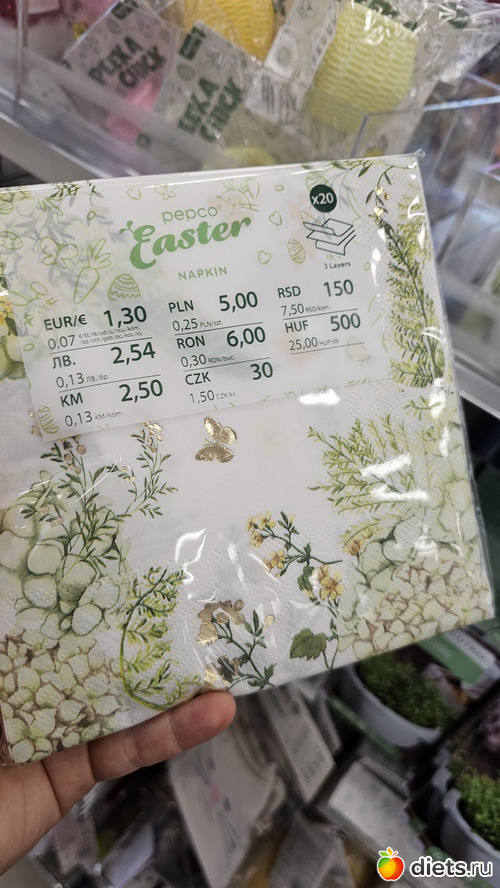 PEEKA
CHICK
PEEKA
CHICK
pepco
Easter
NAPKIN
x20
3 Layers
EUR/€ 1,30
0,07
ЛВ. 2,54
0,13 ЛВ./бр.
KM 2,50
0,13 KM/kom.
PLN 5,00
0,25 PLN/szt.
RON 6,00
0,30 RON/buc.
CZK 30
1,50 CZK/ks
RSD 150
7,50 RSD/kom.
HUF 500
25,00 HUF/db
diets.ru